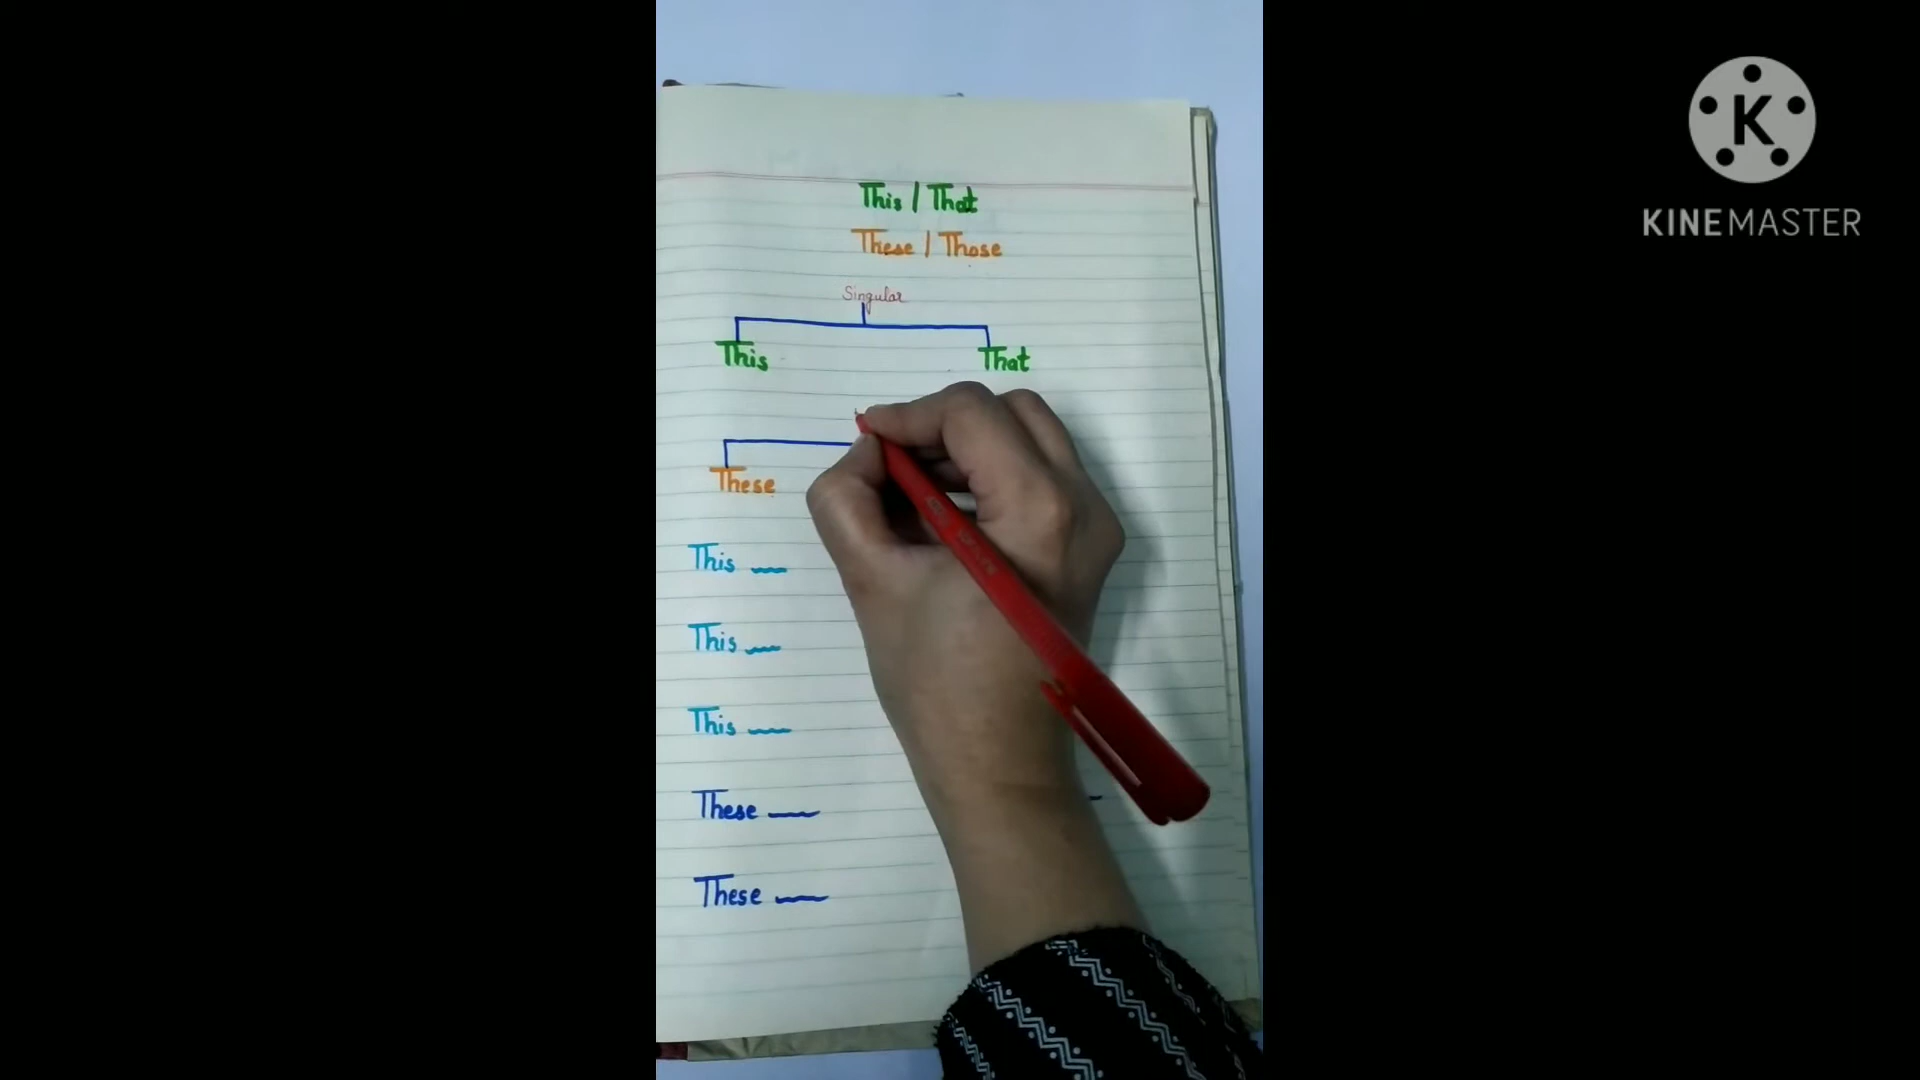 This / That
These / Those
Singular
This That
These
This
This
This
These
These
KINEMASTER